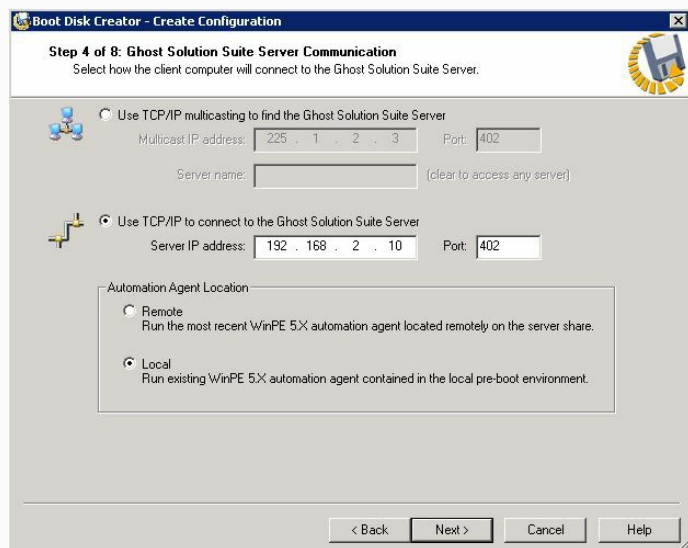 Boot Disk Creator - Create Configuration
Step 4 of 8: Ghost Solution Suite Server Communication
Select how the client computer will connect to the Ghost Solution Suite Server.
Use TCP/IP multicasting to find the Ghost Solution Suite Server
Multicast IP address: 225 . 1 . 2 . 3 Port: 402
Server name: (clear to access any server)
Use TCP/IP to connect to the Ghost Solution Suite Server
Server IP address: 192 . 168 . 2 . 10 Port: 402
Automation Agent Location
Remote
Run the most recent WinPE 5.X automation agent located remotely on the server share.
Local
Run existing WinPE 5.X automation agent contained in the local pre-boot environment.
< Back Next > Cancel Help